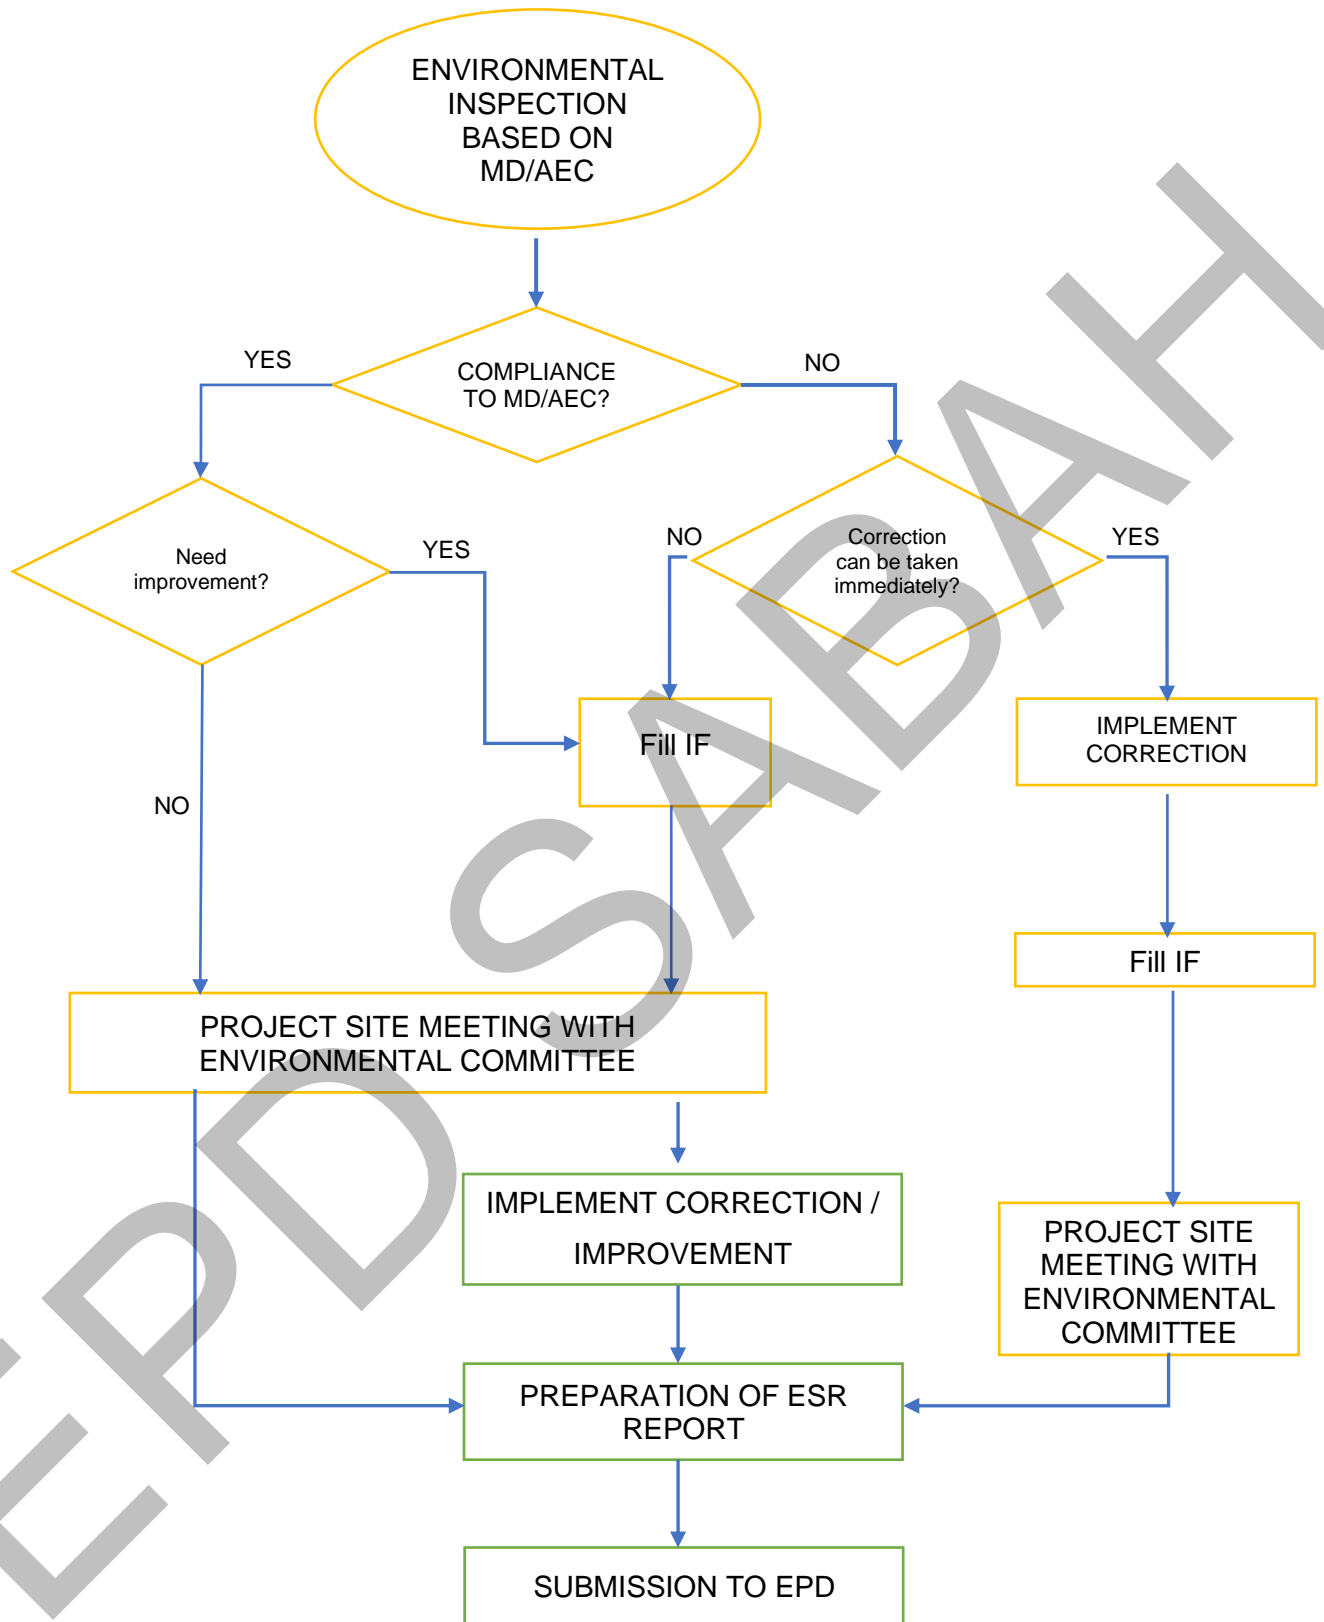 ENVIRONMENTAL
INSPECTION
BASED ON
MD/AEC
YES
NO
COMPLIANCE
TO MD/AEC?
Need
improvement?
YES
NO
Correction
can be taken
immediately?
YES
Fill IF
IMPLEMENT
CORRECTION
NO
Fill IF
PROJECT SITE MEETING WITH
ENVIRONMENTAL COMMITTEE
IMPLEMENT CORRECTION /
IMPROVEMENT
PROJECT SITE
MEETING WITH
ENVIRONMENTAL
COMMITTEE
PREPARATION OF ESR
REPORT
SUBMISSION TO EPD
EPD SABAH